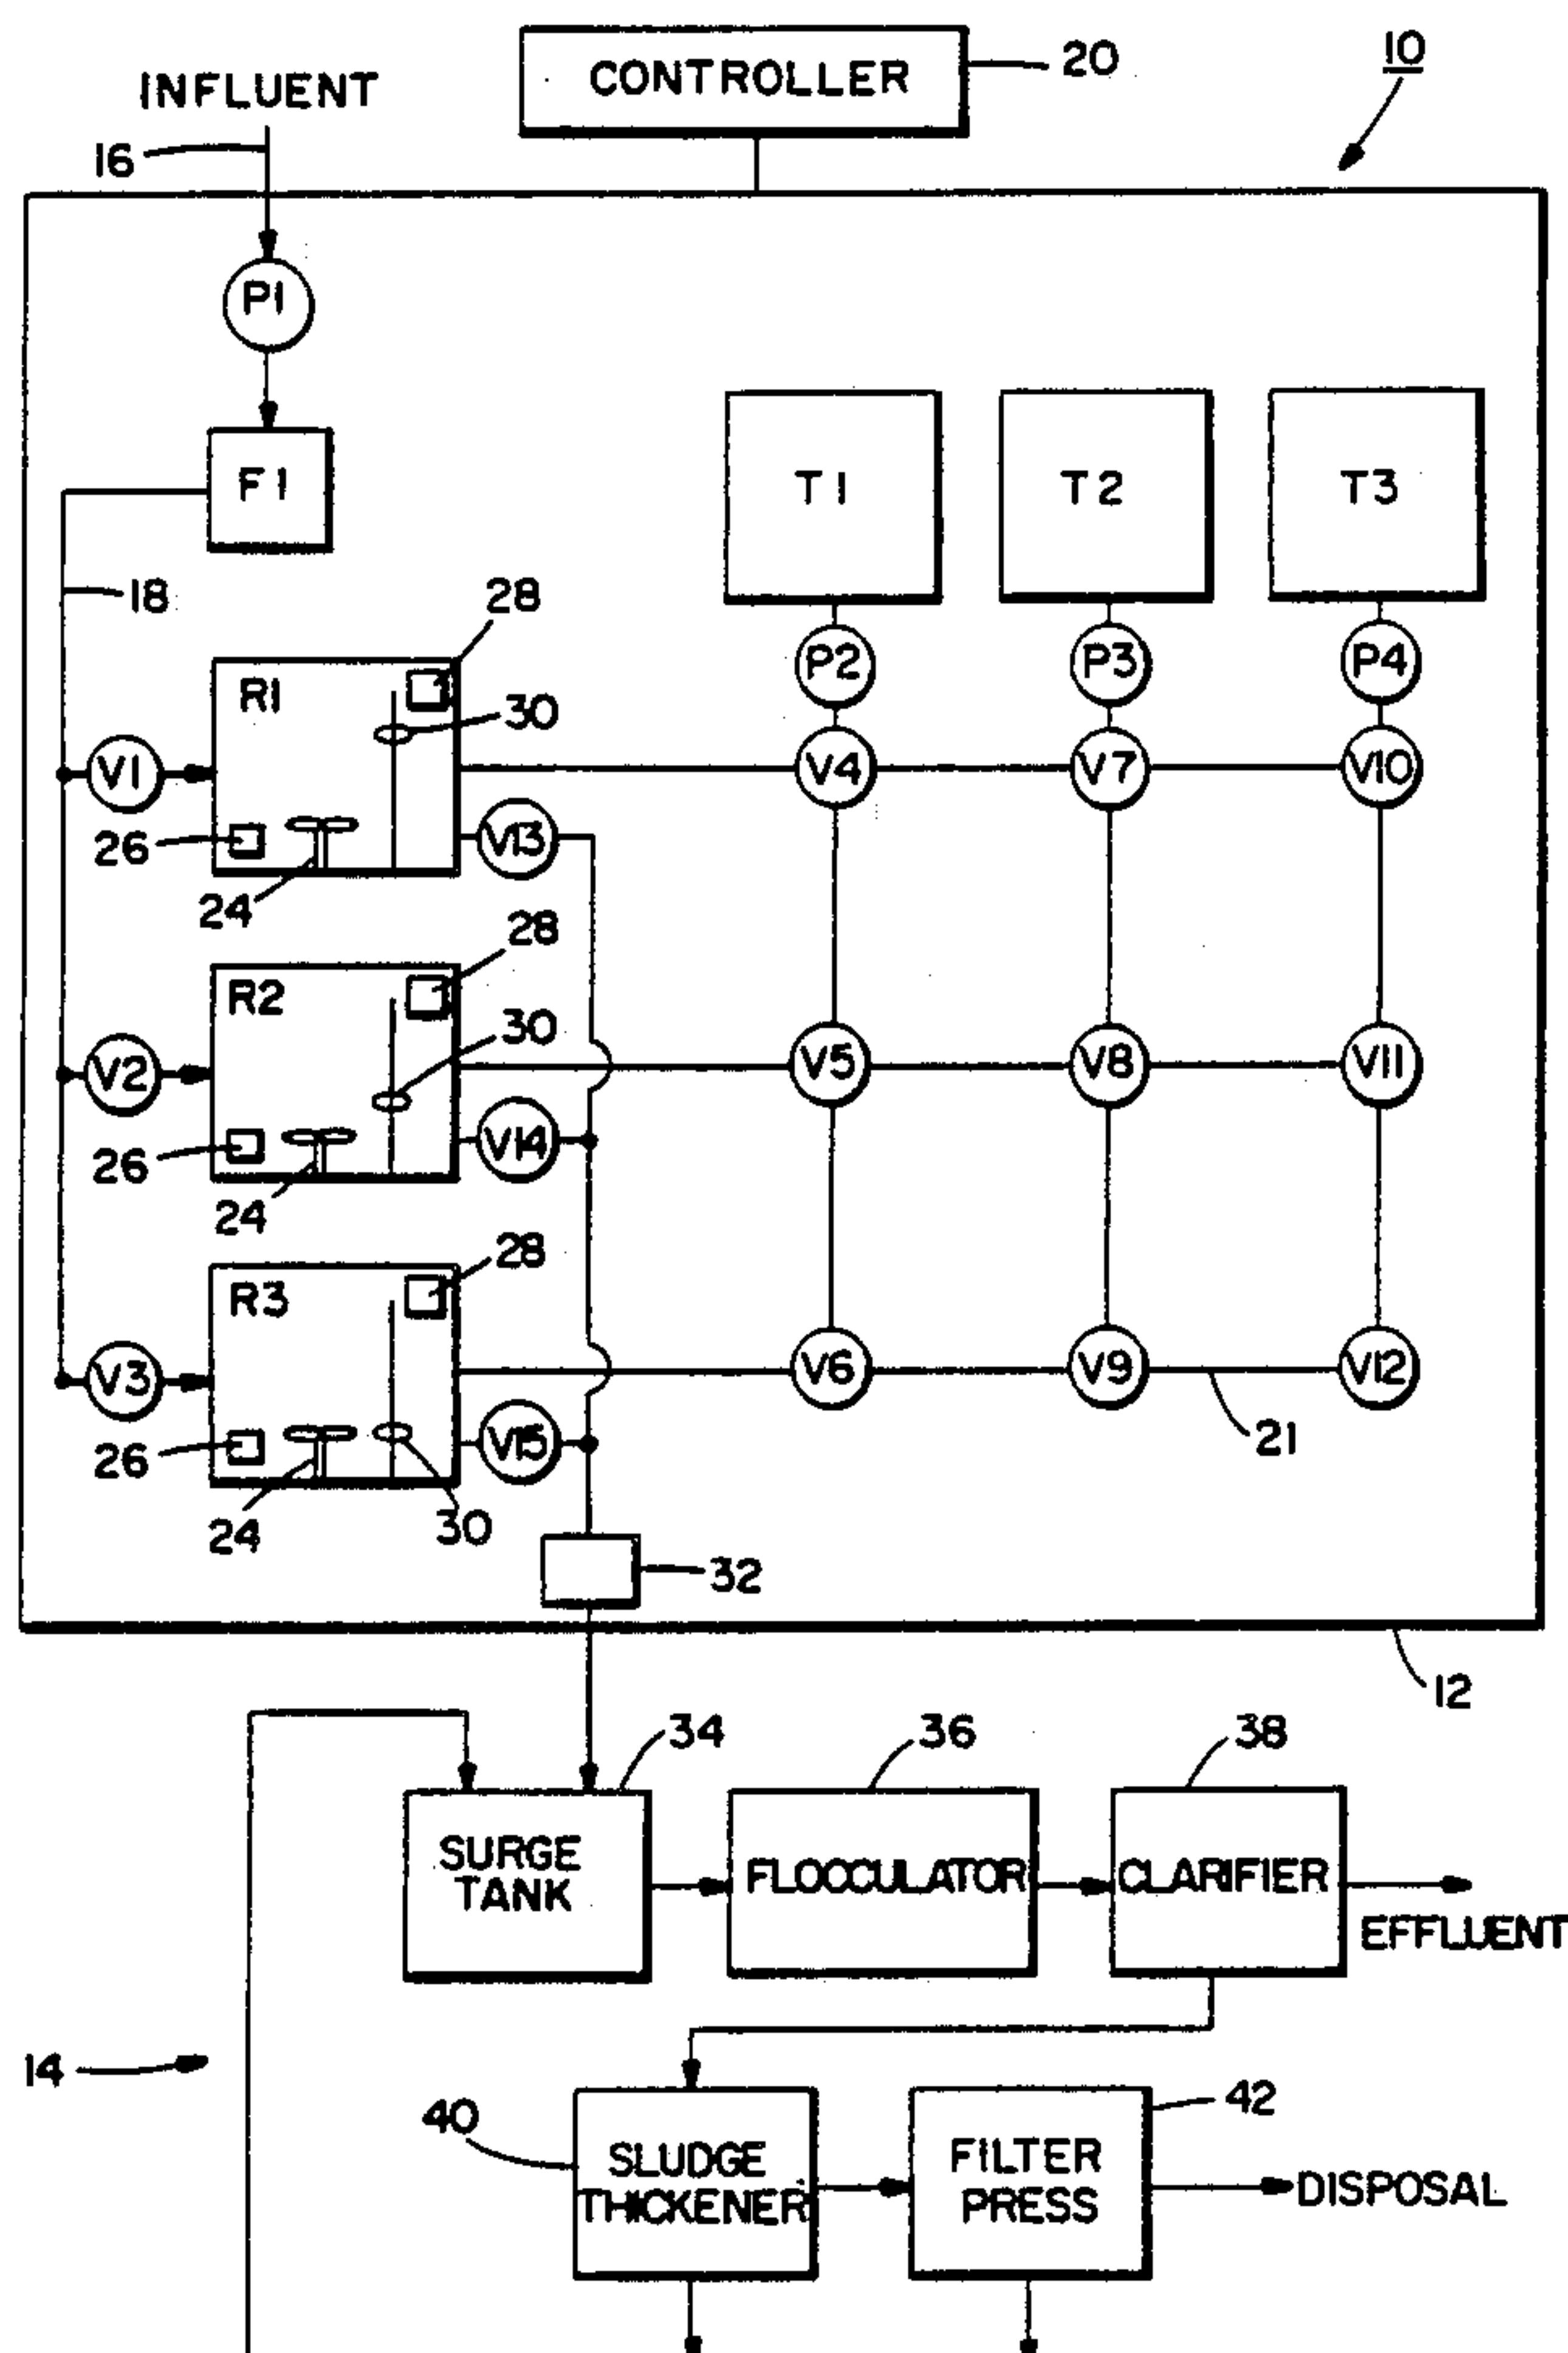 CONTROLLER
20
10
INFLUENT
16
P1
F1
T1
T2
T3
18
28
P2
P3
P4
R1
30
V1
V4
V7
V10
26
V13
24
28
R2
30
V2
V5
V8
V11
26
V14
24
28
R3
V3
V6
V9
V12
26
V15
21
24
30
32
12
34
36
38
SURGE
TANK
FLOCCULATOR
CLARIFIER
EFFLUENT
14
40
42
SLUDGE
THICKENER
FILTER
PRESS
DISPOSAL